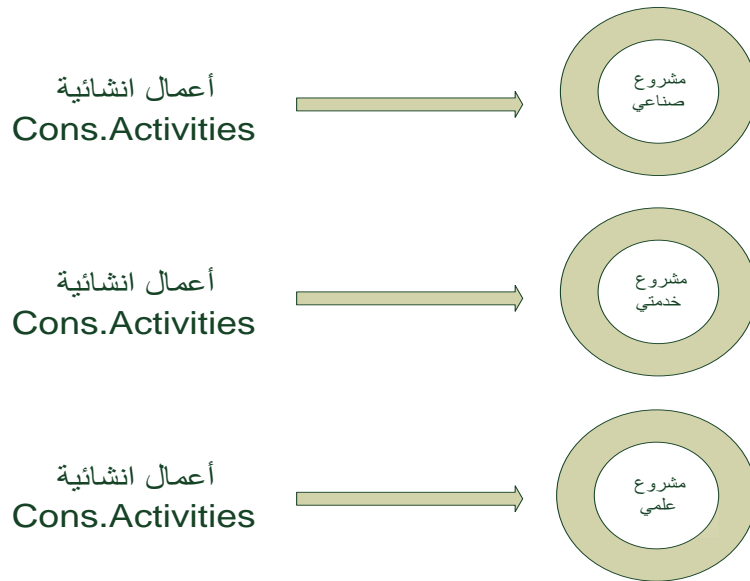 أعمال انشائية
Cons.Activities
مشروع
صناعي
أعمال انشائية
Cons.Activities
مشروع
خدمتي
أعمال انشائية
Cons.Activities
مشروع
علمي